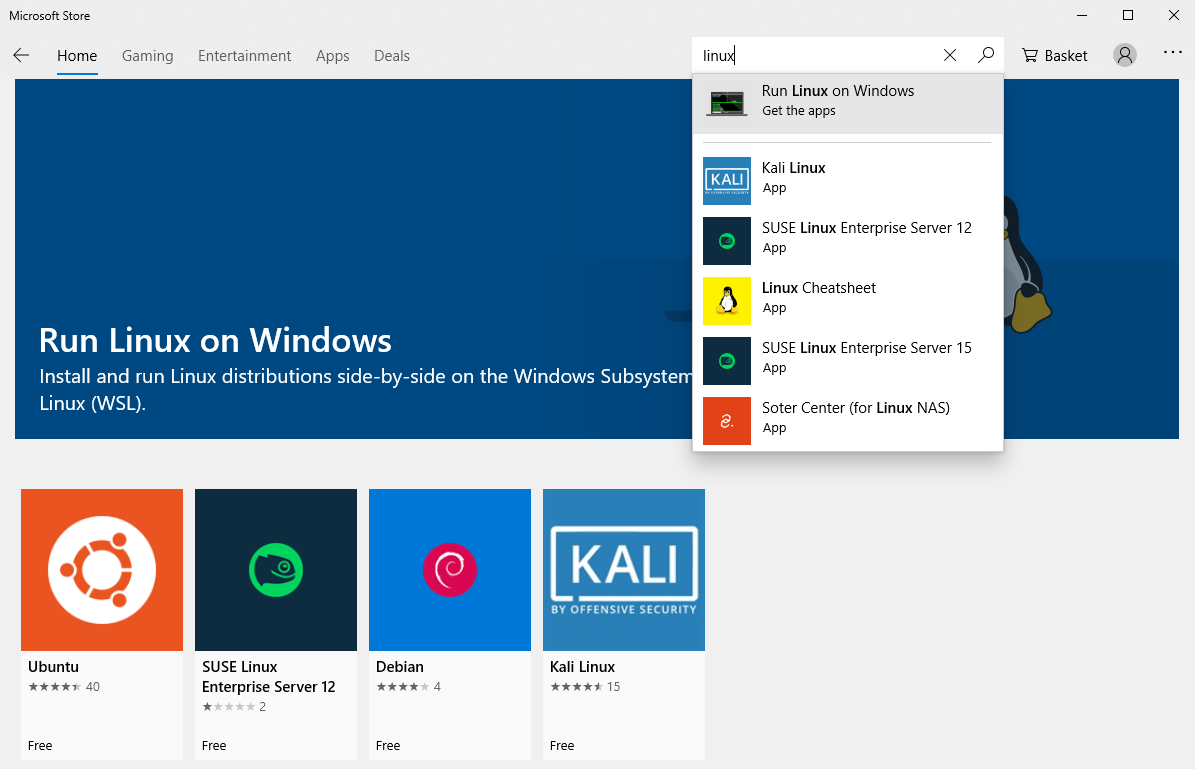 Microsoft Store
Home Gaming Entertainment Apps Deals linux Basket
Run Linux on Windows
Get the apps
Kali Linux
App
SUSE Linux Enterprise Server 12
App
Linux Cheatsheet
App
SUSE Linux Enterprise Server 15
App
Soter Center (for Linux NAS)
App
KALI
BY OFFENSIVE SECURITY
Run Linux on Windows
Install and run Linux distributions side-by-side on the Windows Subsystem
Linux (WSL).
KALI
BY OFFENSIVE SECURITY
Ubuntu
40
Free
SUSE Linux
Enterprise Server 12
2
Free
Debian
4
Free
Kali Linux
15
Free